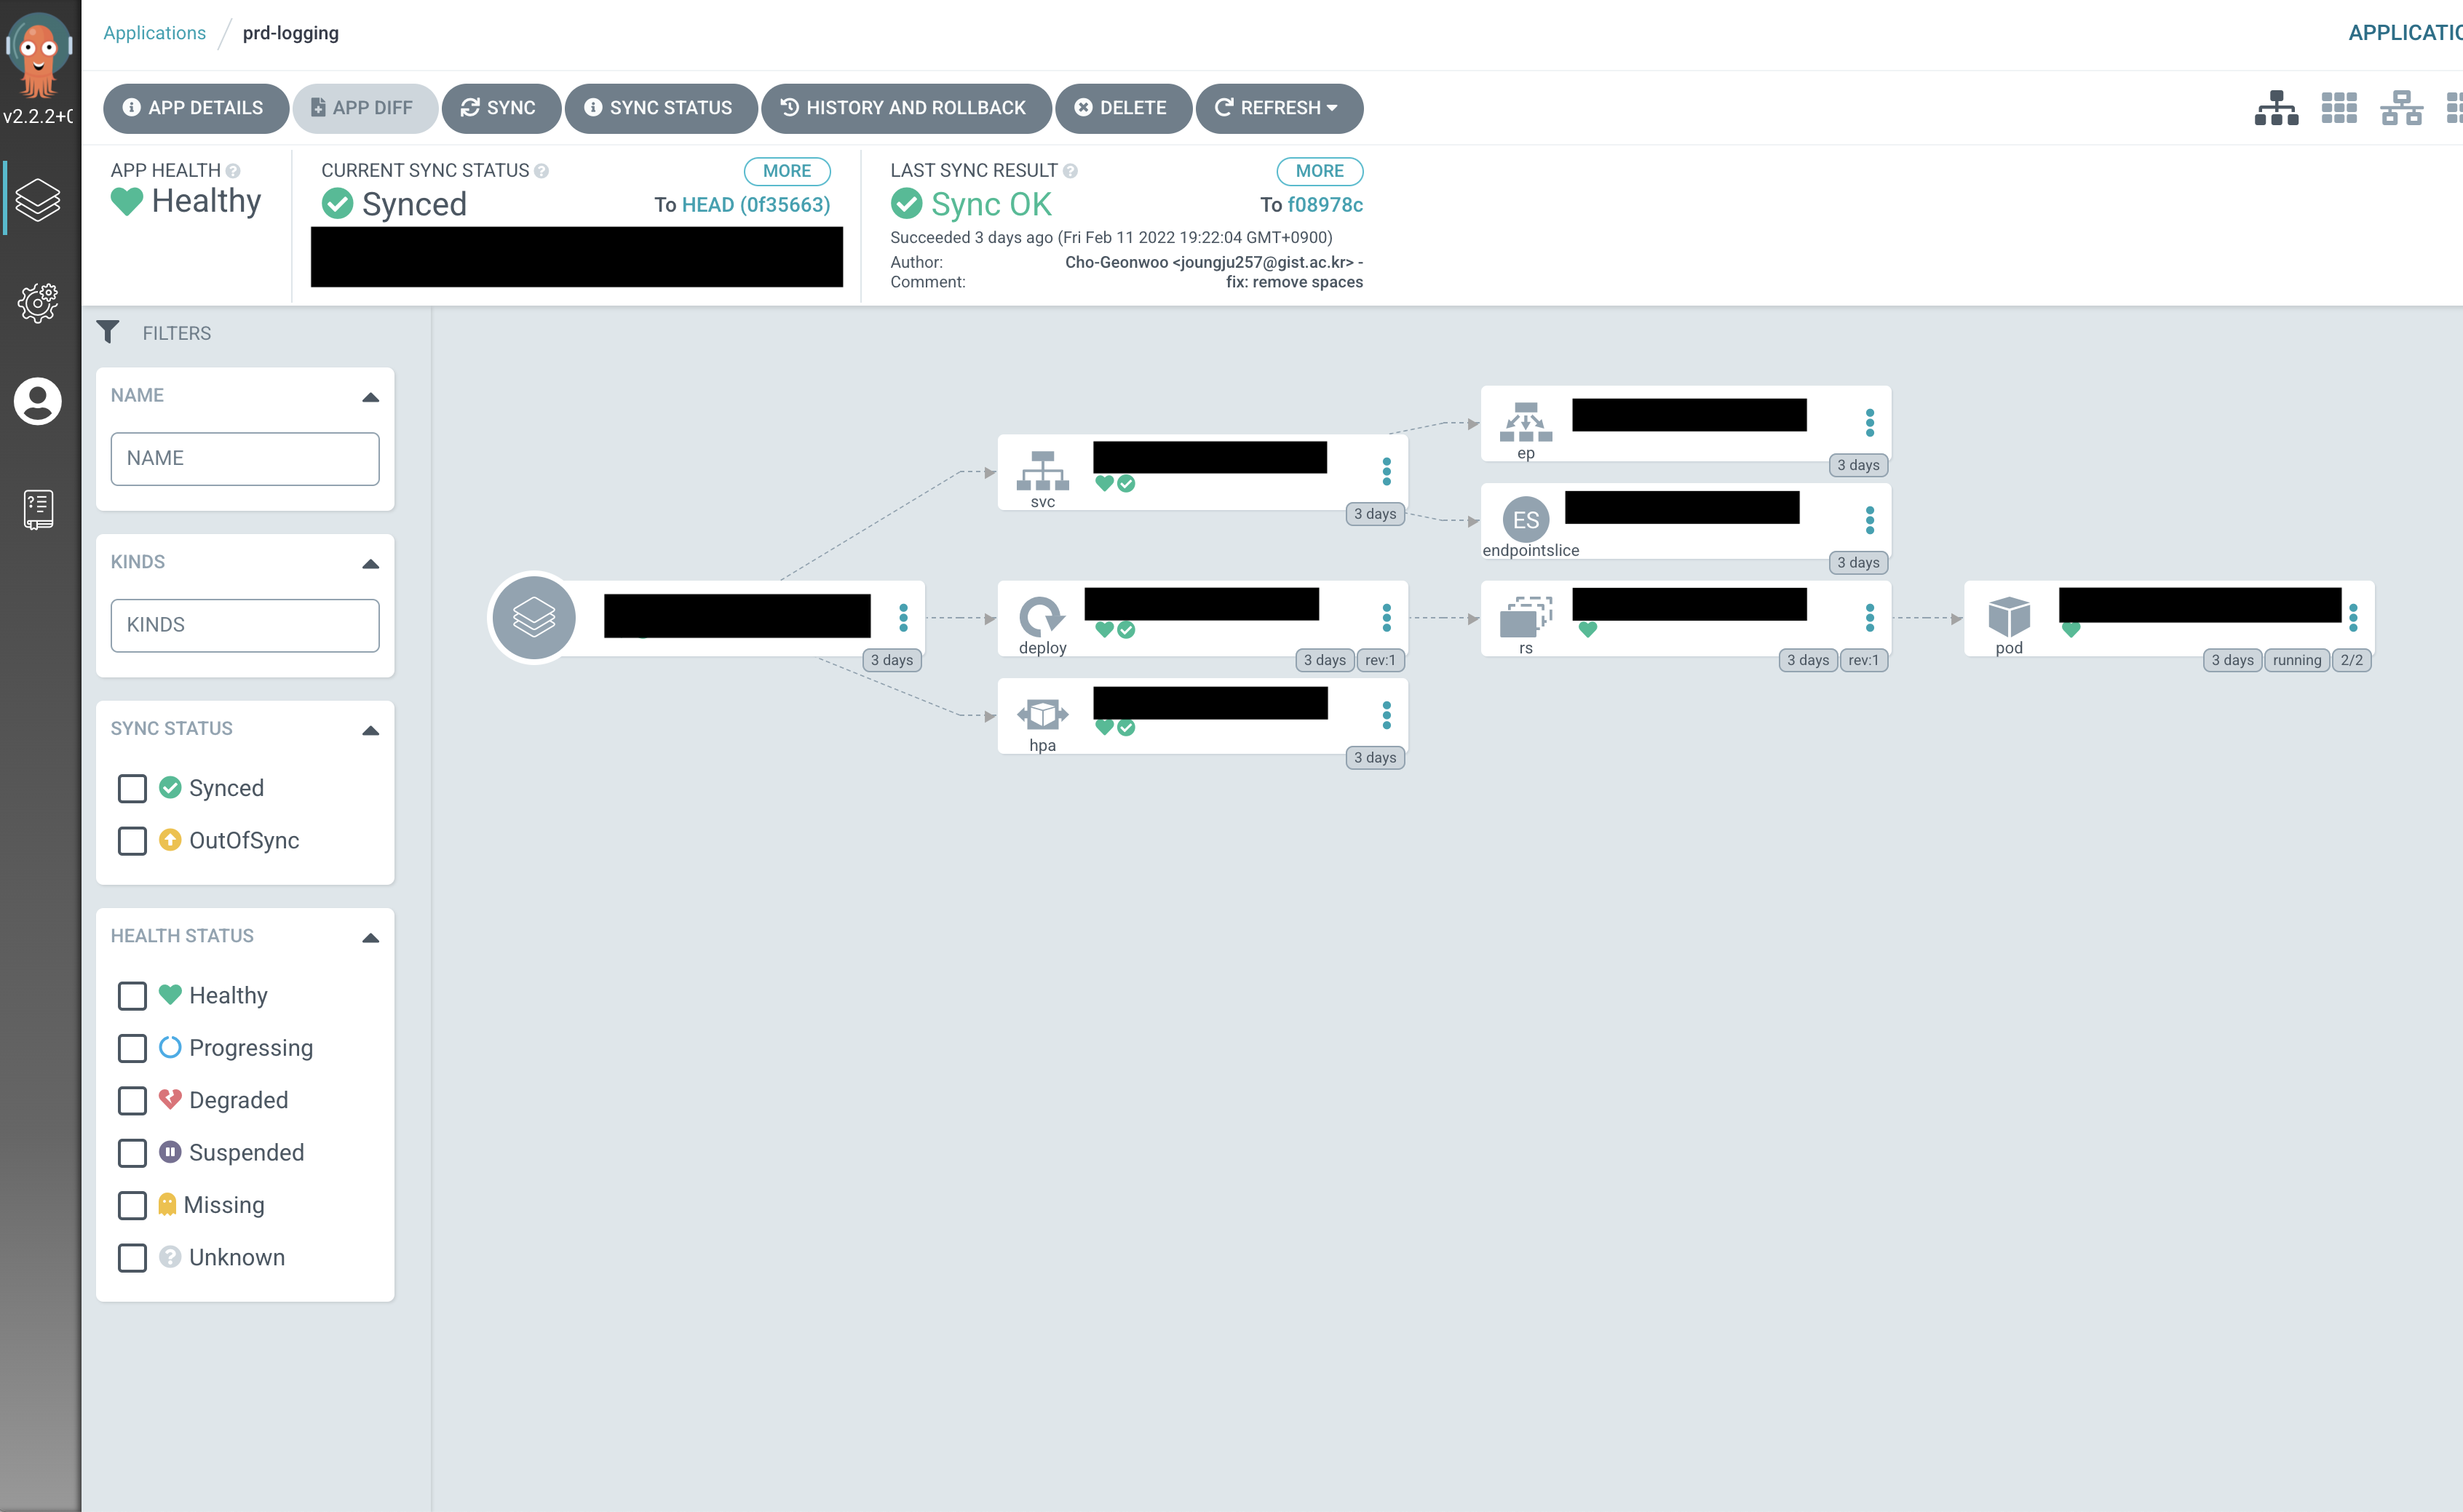 Applications / prd-logging
APPLICATIO
v2.2.2+0
APP DETAILS
APP DIFF
SYNC
SYNC STATUS
HISTORY AND ROLLBACK
DELETE
REFRESH
APP HEALTH
Healthy
CURRENT SYNC STATUS
MORE
Synced
To HEAD (0f35663)
LAST SYNC RESULT
MORE
Sync OK
To f08978c
Succeeded 3 days ago (Fri Feb 11 2022 19:22:04 GMT+0900)
Author: Cho-Geonwoo <joungju257@gist.ac.kr> -
Comment: fix: remove spaces
FILTERS
NAME
NAME
KINDS
KINDS
SYNC STATUS
Synced
OutOfSync
HEALTH STATUS
Healthy
Progressing
Degraded
Suspended
Missing
Unknown
3 days
svc
3 days
deploy
3 days rev:1
hpa
3 days
ep
3 days
ES
endpointslice
3 days
rs
3 days rev:1
pod
3 days running 2/2